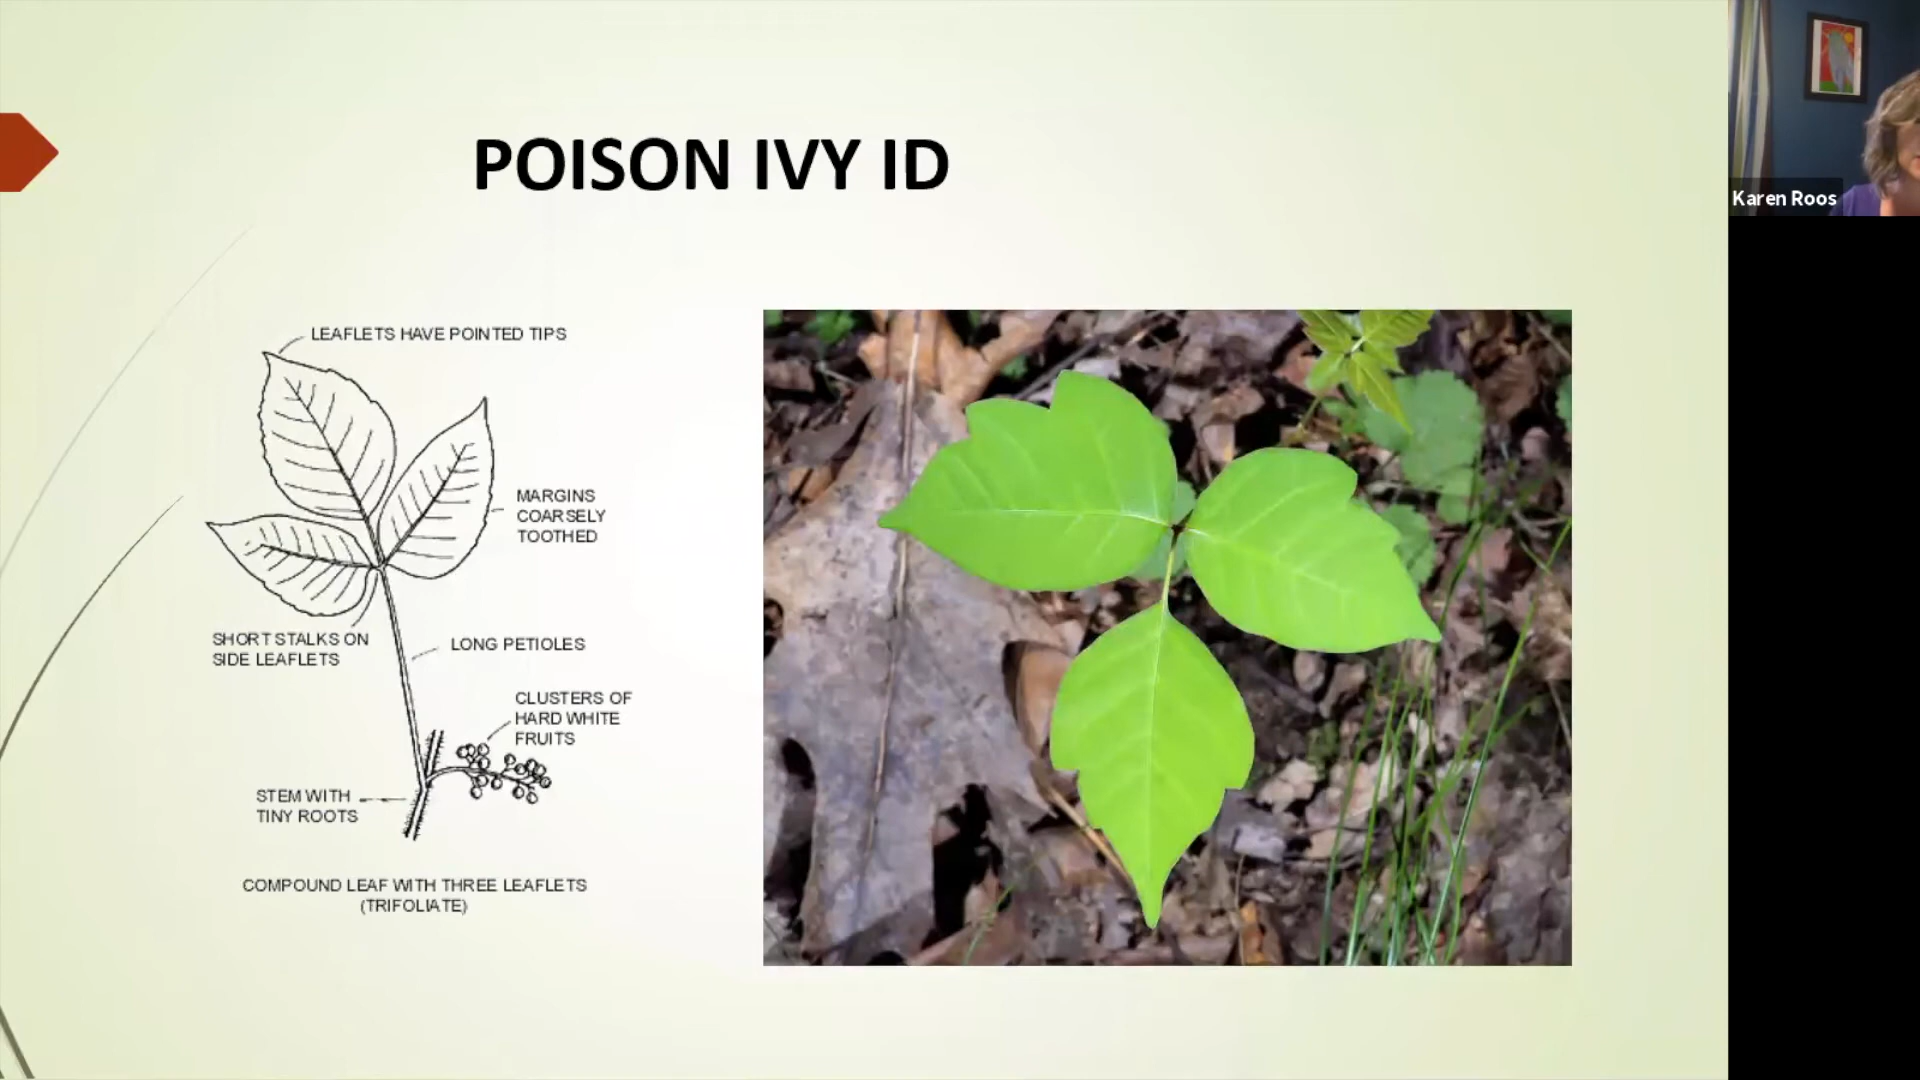 POISON IVY ID
Karen Roos
LEAFLETS HAVE POINTED TIPS
MARGINS
COARSELY
TOOTHED
SHORT STALKS ON
SIDE LEAFLETS
LONG PETIOLES
CLUSTERS OF
HARD WHITE
FRUITS
STEM WITH
TINY ROOTS
COMPOUND LEAF WITH THREE LEAFLETS
(TRIFOLIATE)